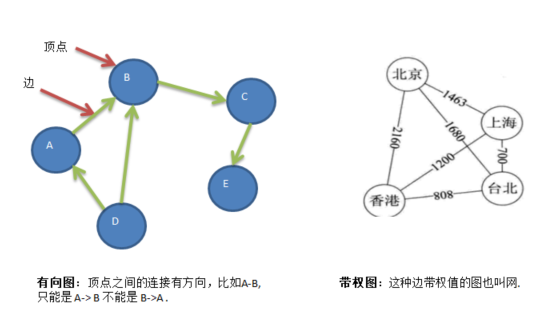 顶点
边
B
C
A
E
D
北京
上海
台北
香港
1463
1680
2160
1200
700
808
有向图：顶点之间的连接有方向，比如A-B,
只能是 A-> B 不能是 B->A .
带权图：这种边带权值的图也叫网.